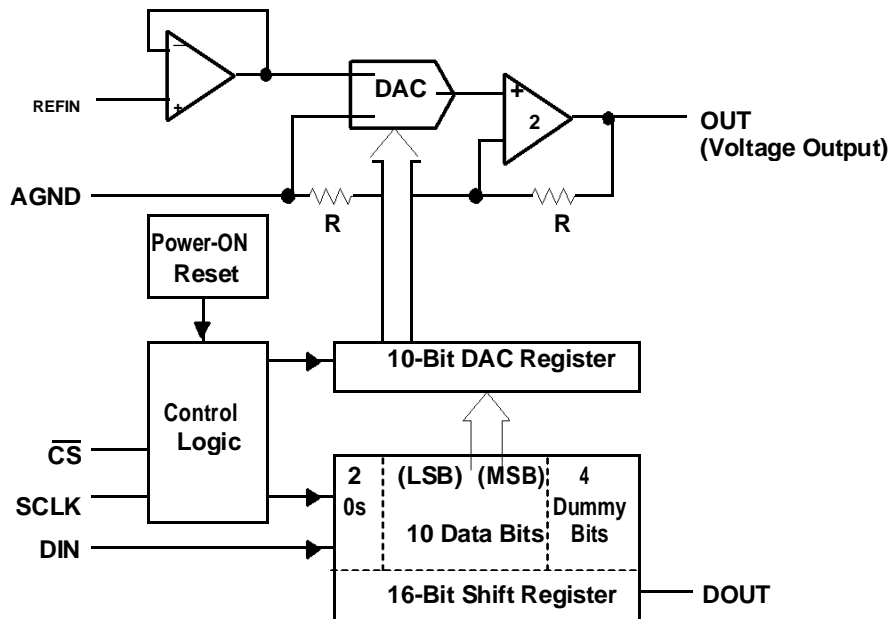 −
REFIN
+
DAC
+
2
OUT
(Voltage Output)
AGND
R
R
Power-ON
Reset
10-Bit DAC Register
Control
Logic
CS
SCLK
DIN
2
0s
(LSB) (MSB)
10 Data Bits
4
Dummy
Bits
16-Bit Shift Register
DOUT